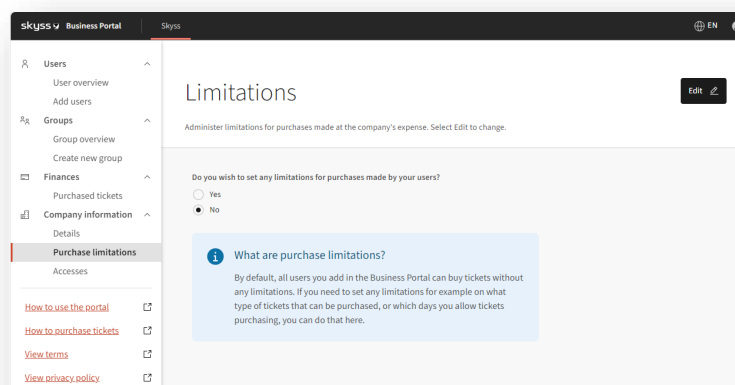 skyss Business Portal
Skyss
EN
Users
User overview
Add users
Groups
Group overview
Create new group
Finances
Purchased tickets
Company information
Details
Purchase limitations
Accesses
How to use the portal
How to purchase tickets
View terms
View privacy policy
Limitations
Edit
Administer limitations for purchases made at the company's expense. Select Edit to change.
Do you wish to set any limitations for purchases made by your users?
Yes
No
What are purchase limitations?
By default, all users you add in the Business Portal can buy tickets without
any limitations. If you need to set any limitations for example on what
type of tickets that can be purchased, or which days you allow tickets
purchasing, you can do that here.